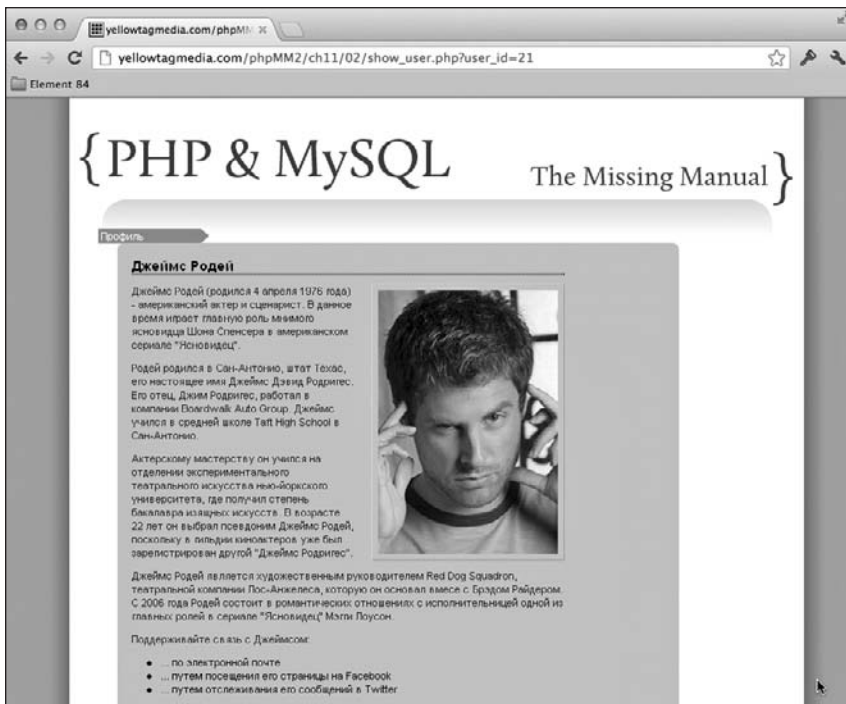 yellowtagmedia.com/phpMM
yellowtagmedia.com/phpMM2/ch11/02/show_user.php?user_id=21
Element 84
{PHP & MySQL
The Missing Manual}
Профиль
Джеймс Родей
Джеймс Родей (родился 4 апреля 1976 года)
- американский актер и сценарист. В данное
время играет главную роль мнимого
ясновидца Шона Спенсера в американском
сериале "Ясновидец".
Родей родился в Сан-Антонио, штат Техас,
его настоящее имя Джеймс Дэвид Родригес.
Его отец, Джим Родригес, работал в
компании Boardwalk Auto Group. Джеймс
учился в средней школе Taft High School в
Сан-Антонио.
Актерскому мастерству он учился на
отделении экспериментального
театрального искусства нью-йоркского
университета, где получил степень
бакалавра изящных искусств. В возрасте
22 лет он выбрал псевдоним Джеймс Родей,
поскольку в гильдии киноактеров уже был
зарегистрирован другой "Джеймс Родригес".
Джеймс Родей является художественным руководителем Red Dog Squadron,
театральной компании Лос-Анжелеса, которую он основал вмесе с Брэдом Райдером.
С 2006 года Родей состоит в романтических отношениях с исполнительницей одной из
главных ролей в сериале "Ясновидец" Мэгги Лоусон.
Поддерживайте связь с Джеймсом:
• ... по электронной почте
• ... путем посещения его страницы на Facebook
• ... путем отслеживания его сообщений в Twitter